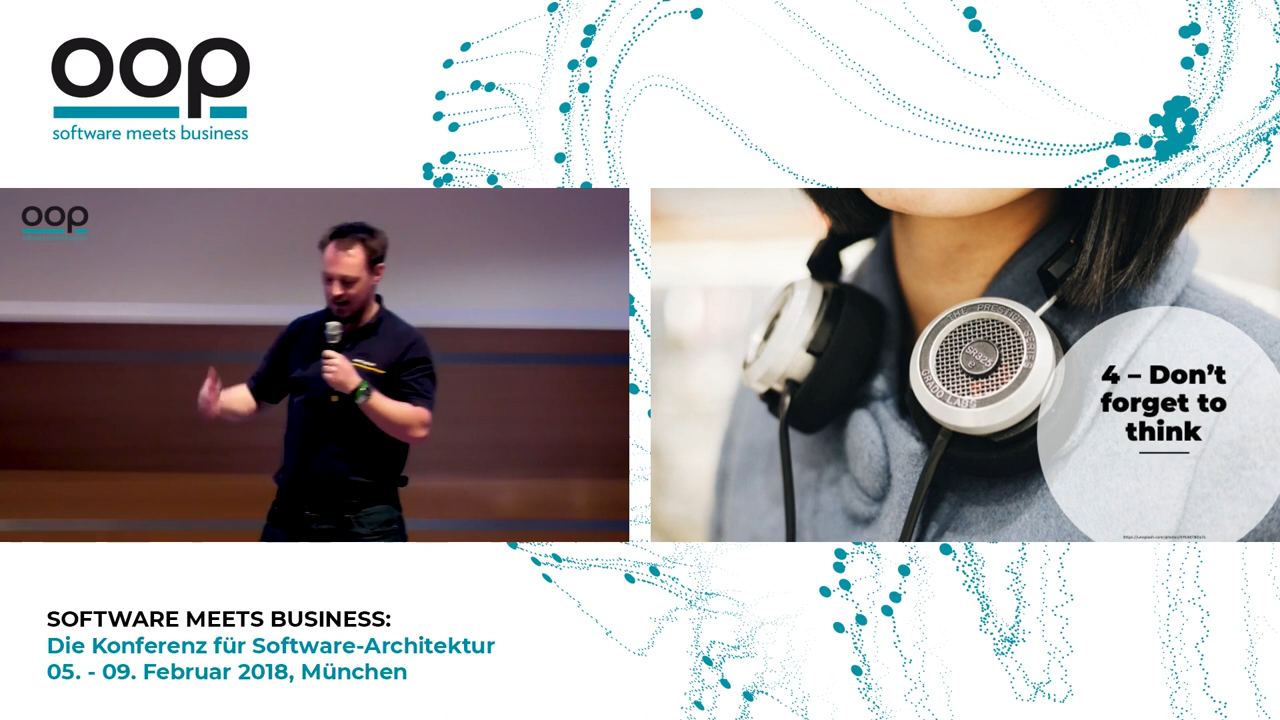 oop
software meets business
oop
THE PRESTIGE SERIES
SR325
e
GRADO LABS
4 – Don't
forget to
think
SOFTWARE MEETS BUSINESS:
Die Konferenz für Software-Architektur
05. - 09. Februar 2018, München